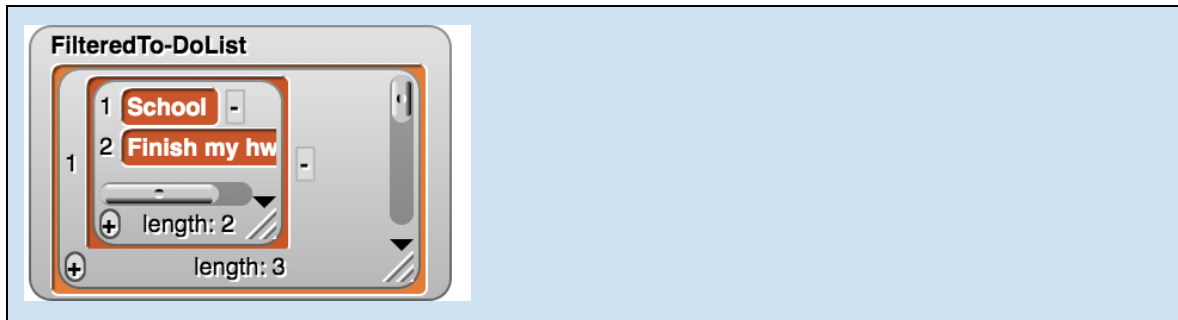 FilteredTo-DoList
1 School -
2 Finish my hw
1
-
+ length: 2
+ length: 3